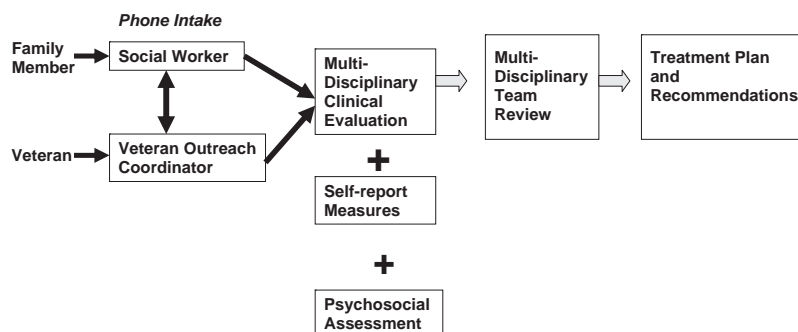 Phone Intake
Family
Member
Social Worker
Veteran
Veteran Outreach
Coordinator
Multi-
Disciplinary
Clinical
Evaluation
+
Self-report
Measures
+
Psychosocial
Assessment
Multi-
Disciplinary
Team
Review
Treatment Plan
and
Recommendations